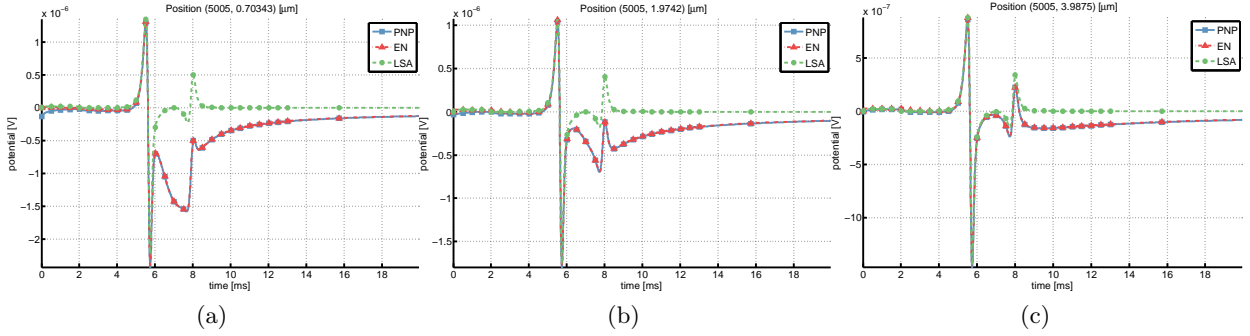 Position (5005, 0.70343) [µm]
x 10⁻⁶
1
0.5
0
−0.5
−1
−1.5
−2
potential [V]
0 2 4 6 8 10 12 14 16 18
time [ms]
PNP
EN
LSA
(a)
Position (5005, 1.9742) [µm]
x 10⁻⁶
1
0.5
0
−0.5
−1
−1.5
potential [V]
0 2 4 6 8 10 12 14 16 18
time [ms]
PNP
EN
LSA
(b)
Position (5005, 3.9875) [µm]
x 10⁻⁷
5
0
−5
−10
potential [V]
0 2 4 6 8 10 12 14 16 18
time [ms]
PNP
EN
LSA
(c)